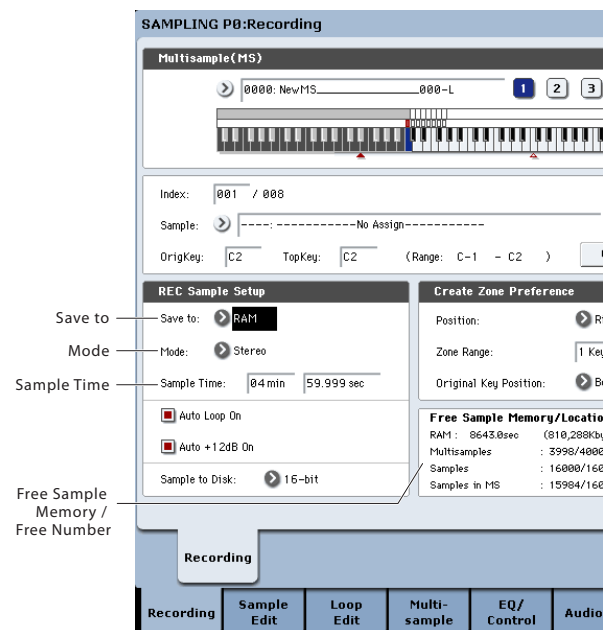 SAMPLING P0:Recording
Multisample(MS)
0000: NewMS____________000-L
1 2 3
Index: 001 / 008
Sample: ----: ------------No Assign------------
OrigKey: C2 TopKey: C2 (Range: C-1 - C2 )
REC Sample Setup
Save to
Save to: RAM
Mode
Mode: Stereo
Sample Time
Sample Time: 04 min 59.999 sec
Auto Loop On
Auto +12dB On
Sample to Disk: 16-bit
Create Zone Preference
Position:
Zone Range: 1 Key
Original Key Position:
Free Sample Memory/Locatio
RAM : 8643.0sec (810,288Kby
Multisamples : 3998/4000
Samples : 16000/160
Samples in MS : 15984/160
Free Sample
Memory /
Free Number
Recording
Recording
Sample
Edit
Loop
Edit
Multi-
sample
EQ/
Control
Audio